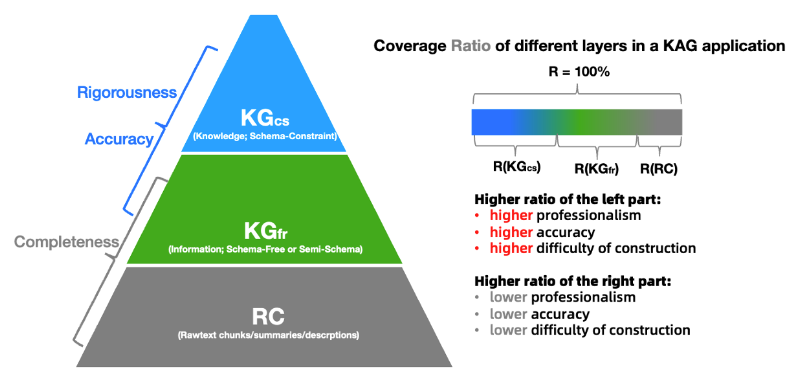 Coverage Ratio of different layers in a KAG application
R = 100%
R(KGcs) R(KGfr) R(RC)
Rigorousness
Accuracy
Completeness
KGcs
(Knowledge; Schema-Constraint)
KGfr
(Information; Schema-Free or Semi-Schema)
RC
(Rawtext chunks/summaries/descrptions)
Higher ratio of the left part:
• higher professionalism
• higher accuracy
• higher difficulty of construction
Higher ratio of the right part:
• lower professionalism
• lower accuracy
• lower difficulty of construction